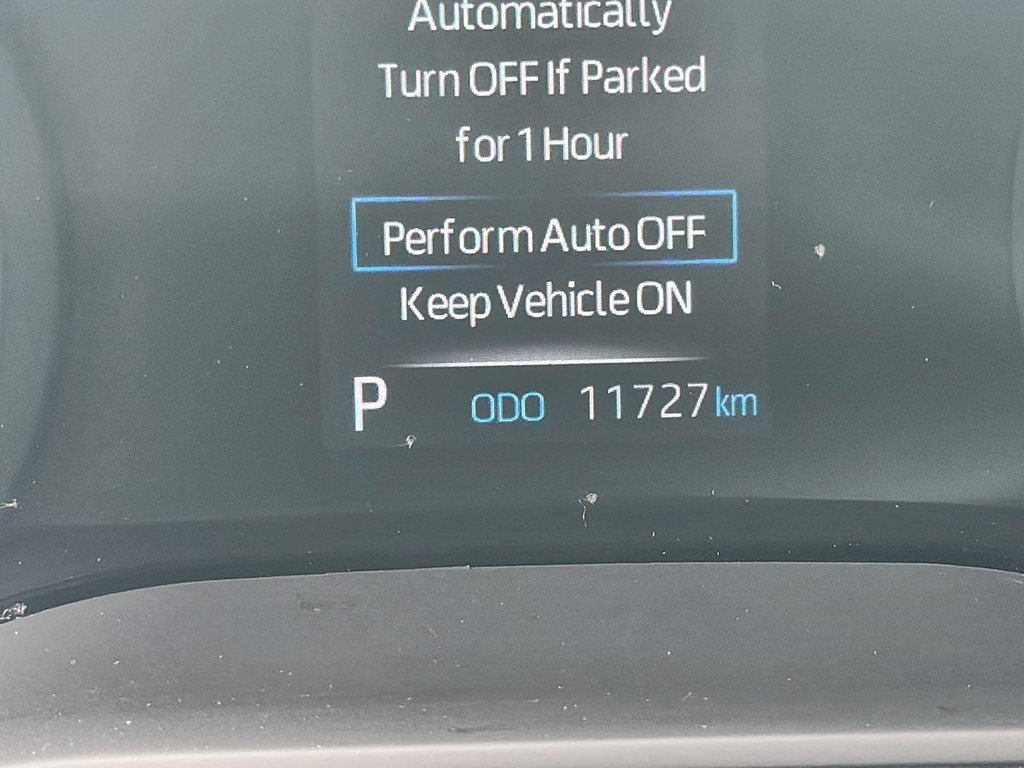 Automatically
Turn OFF If Parked
for 1 Hour
Perform Auto OFF
Keep Vehicle ON
P ODO 11727 km